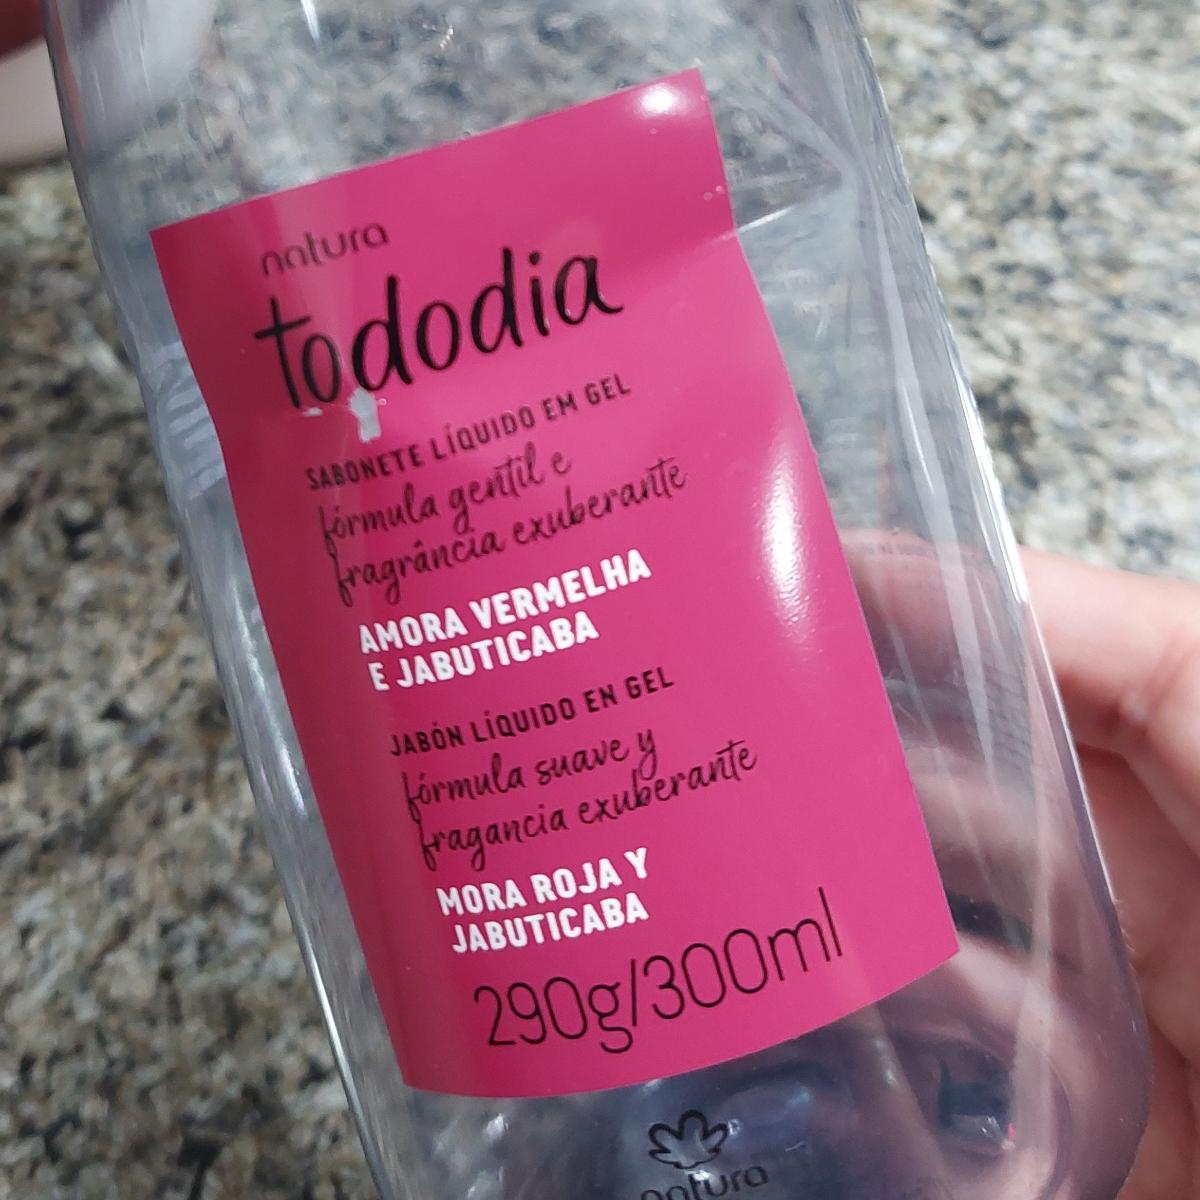 natura
tododia
SABONETE LÍQUIDO EM GEL
fórmula gentil e
fragrância exuberante
AMORA VERMELHA
E JABUTICABA
JABÓN LÍQUIDO EN GEL
fórmula suave y
fragancia exuberante
MORA ROJA Y
JABUTICABA
290g/300ml
natura